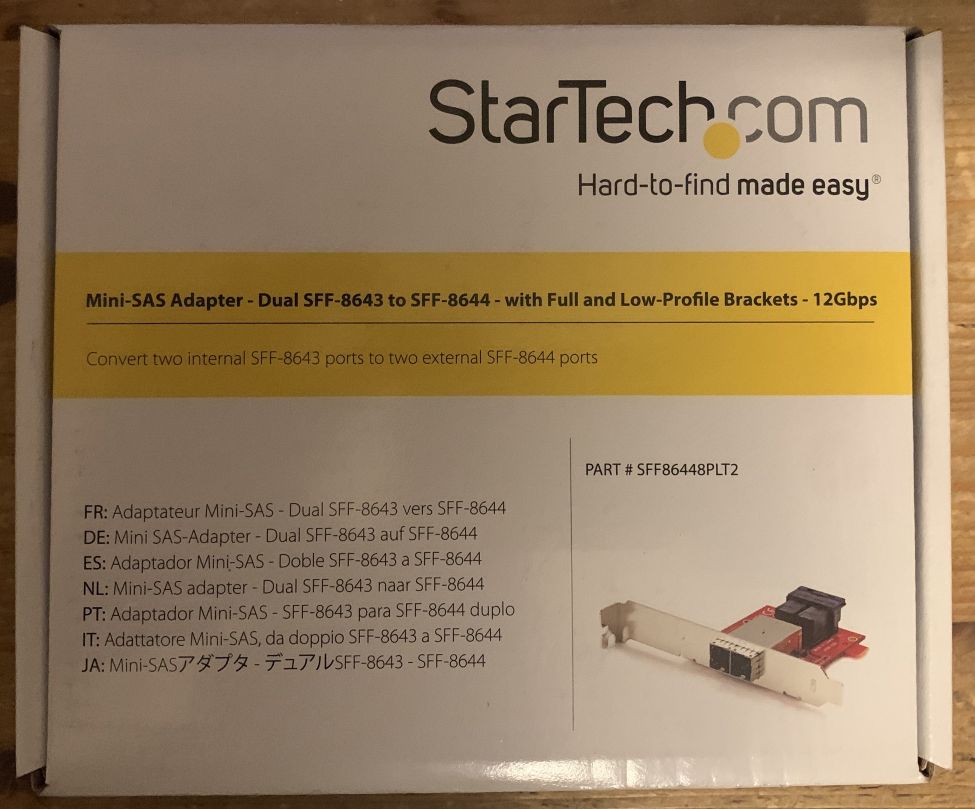 StarTech.com
Hard-to-find made easy®
Mini-SAS Adapter - Dual SFF-8643 to SFF-8644 - with Full and Low-Profile Brackets - 12Gbps
Convert two internal SFF-8643 ports to two external SFF-8644 ports
PART # SFF86448PLT2
FR: Adaptateur Mini-SAS - Dual SFF-8643 vers SFF-8644
DE: Mini SAS-Adapter - Dual SFF-8643 auf SFF-8644
ES: Adaptador Mini-SAS - Doble SFF-8643 a SFF-8644
NL: Mini-SAS adapter - Dual SFF-8643 naar SFF-8644
PT: Adaptador Mini-SAS - SFF-8643 para SFF-8644 duplo
IT: Adattatore Mini-SAS, da doppio SFF-8643 a SFF-8644
JA: Mini-SASアダプタ - デュアルSFF-8643 - SFF-8644